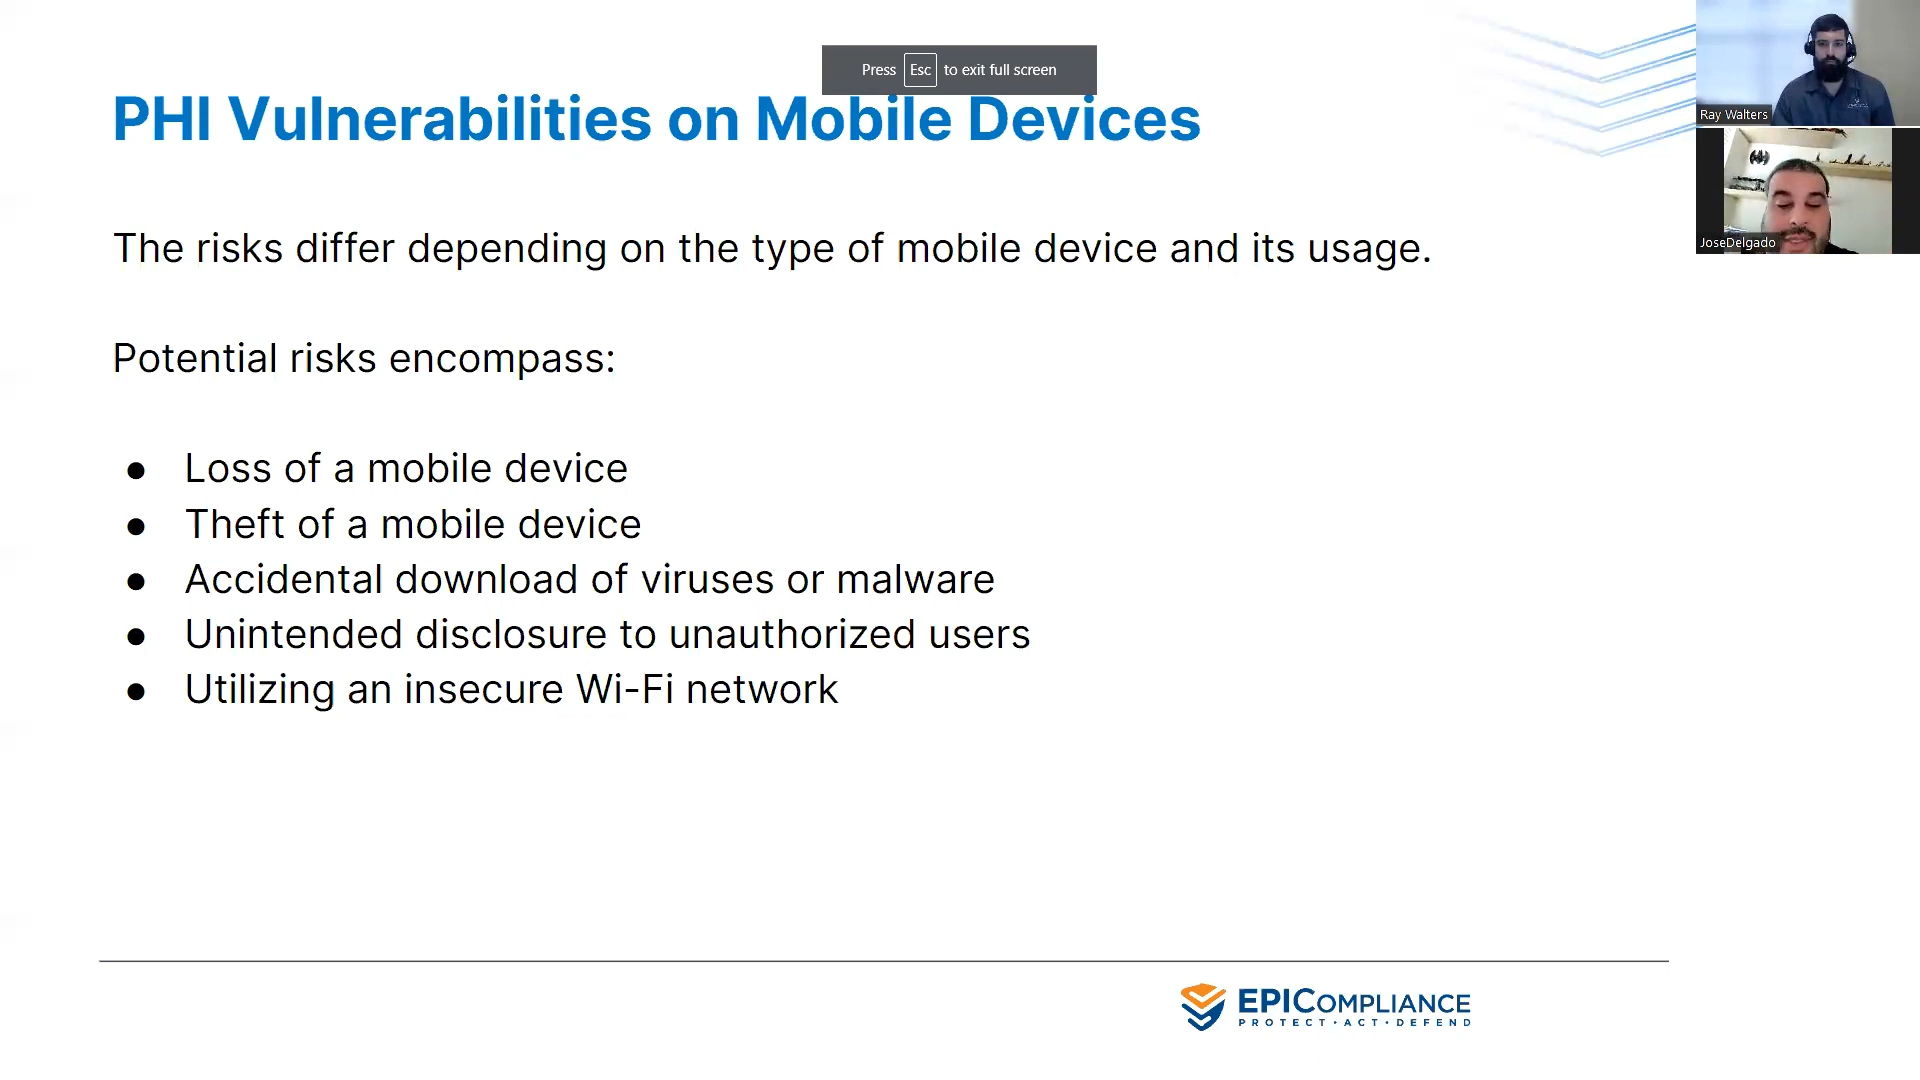 Press Esc to exit full screen
PHI Vulnerabilities on Mobile Devices
Ray Walters
JoseDelgado
The risks differ depending on the type of mobile device and its usage.
Potential risks encompass:
● Loss of a mobile device
● Theft of a mobile device
● Accidental download of viruses or malware
● Unintended disclosure to unauthorized users
● Utilizing an insecure Wi-Fi network
EPICOMPLIANCE
PROTECT · ACT · DEFEND